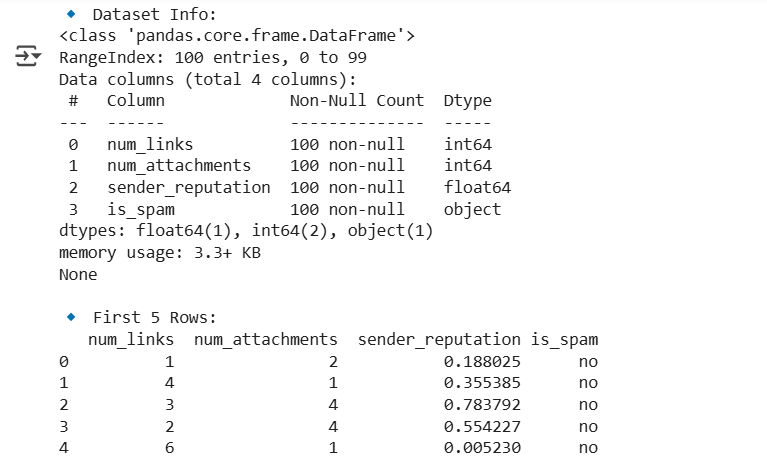 🔹 Dataset Info:
<class 'pandas.core.frame.DataFrame'>
RangeIndex: 100 entries, 0 to 99
Data columns (total 4 columns):
 #   Column             Non-Null Count  Dtype
---  ------             --------------  -----
 0   num_links          100 non-null    int64
 1   num_attachments    100 non-null    int64
 2   sender_reputation  100 non-null    float64
 3   is_spam            100 non-null    object
dtypes: float64(1), int64(2), object(1)
memory usage: 3.3+ KB
None

🔹 First 5 Rows:
   num_links  num_attachments  sender_reputation is_spam
0          1                2           0.188025      no
1          4                1           0.355385      no
2          3                4           0.783792      no
3          2                4           0.554227      no
4          6                1           0.005230      no